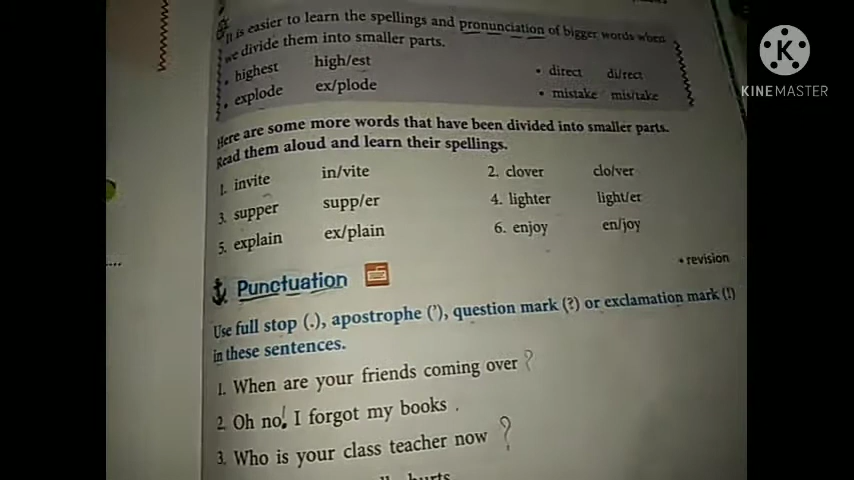 It is easier to learn the spellings and pronunciation of bigger words when
we divide them into smaller parts.
• highest high/est • direct di/rect
• explode ex/plode • mistake mis/take
Here are some more words that have been divided into smaller parts.
Read them aloud and learn their spellings.
1. invite in/vite 2. clover clo/ver
3. supper supp/er 4. lighter light/er
5. explain ex/plain 6. enjoy en/joy
Punctuation
• revision
Use full stop (.), apostrophe (’), question mark (?) or exclamation mark (!)
in these sentences.
1. When are your friends coming over ?
2. Oh no! I forgot my books .
3. Who is your class teacher now ?
hurts
K
KINEMASTER